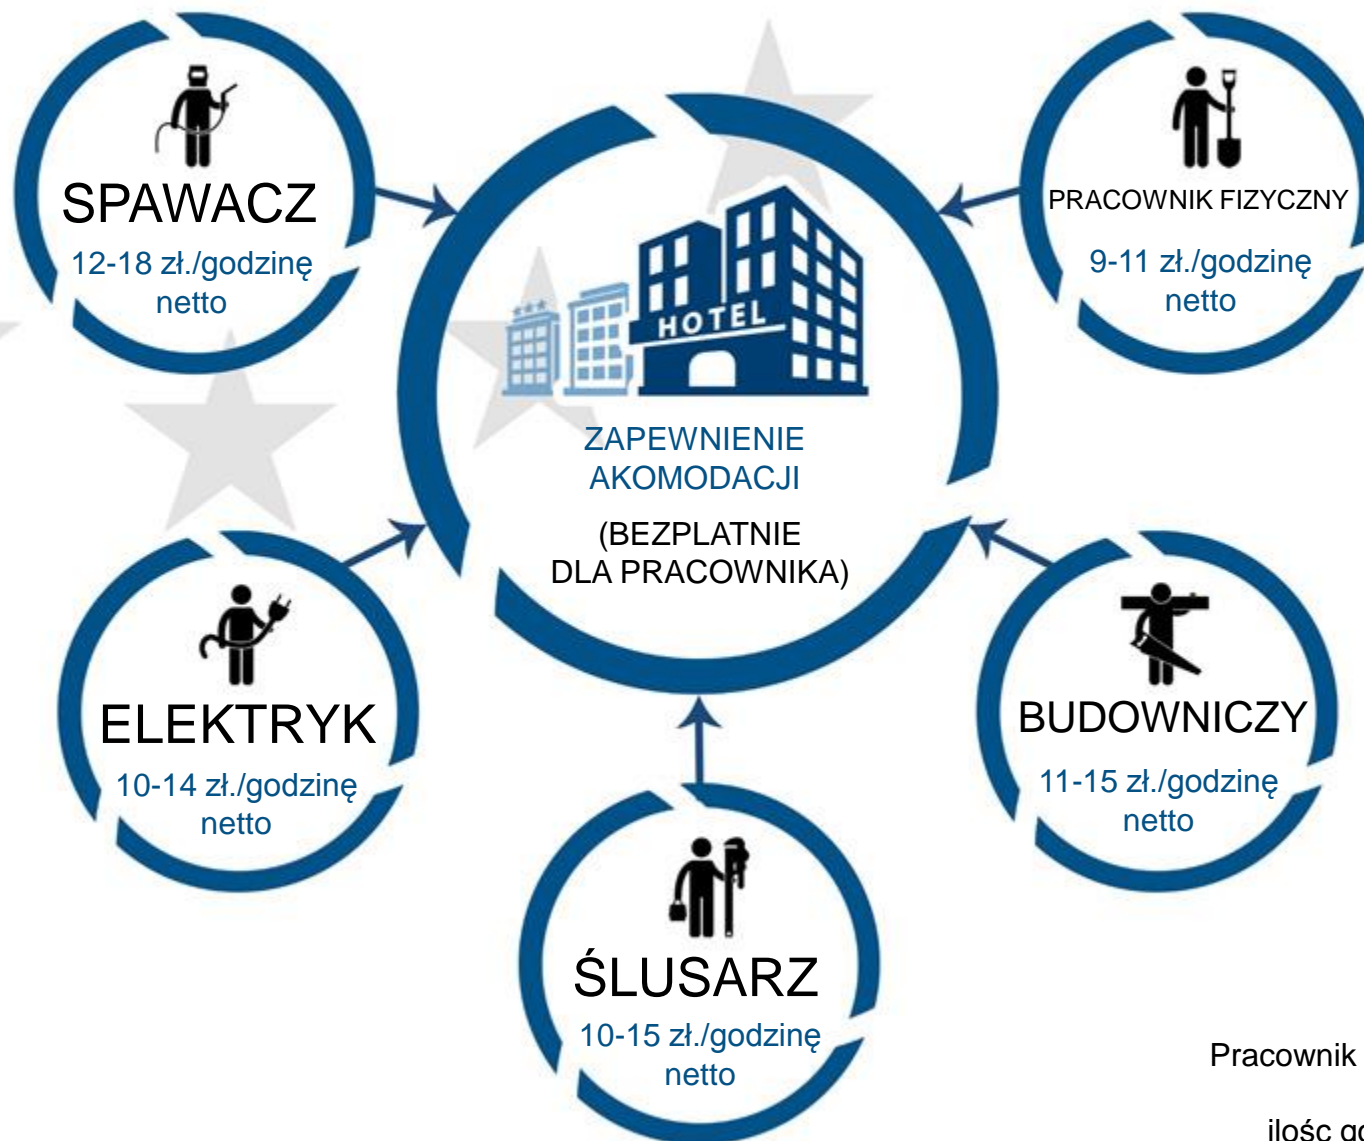 SPAWACZ
12-18 zł./godzinę
netto
PRACOWNIK FIZYCZNY
9-11 zł./godzinę
netto
HOTEL
ZAPEWNIENIE
AKOMODACJI
(BEZPLATNIE
DLA PRACOWNIKA)
ELEKTRYK
10-14 zł./godzinę
netto
BUDOWNICZY
11-15 zł./godzinę
netto
ŚLUSARZ
10-15 zł./godzinę
netto
Pracownik
ilośc